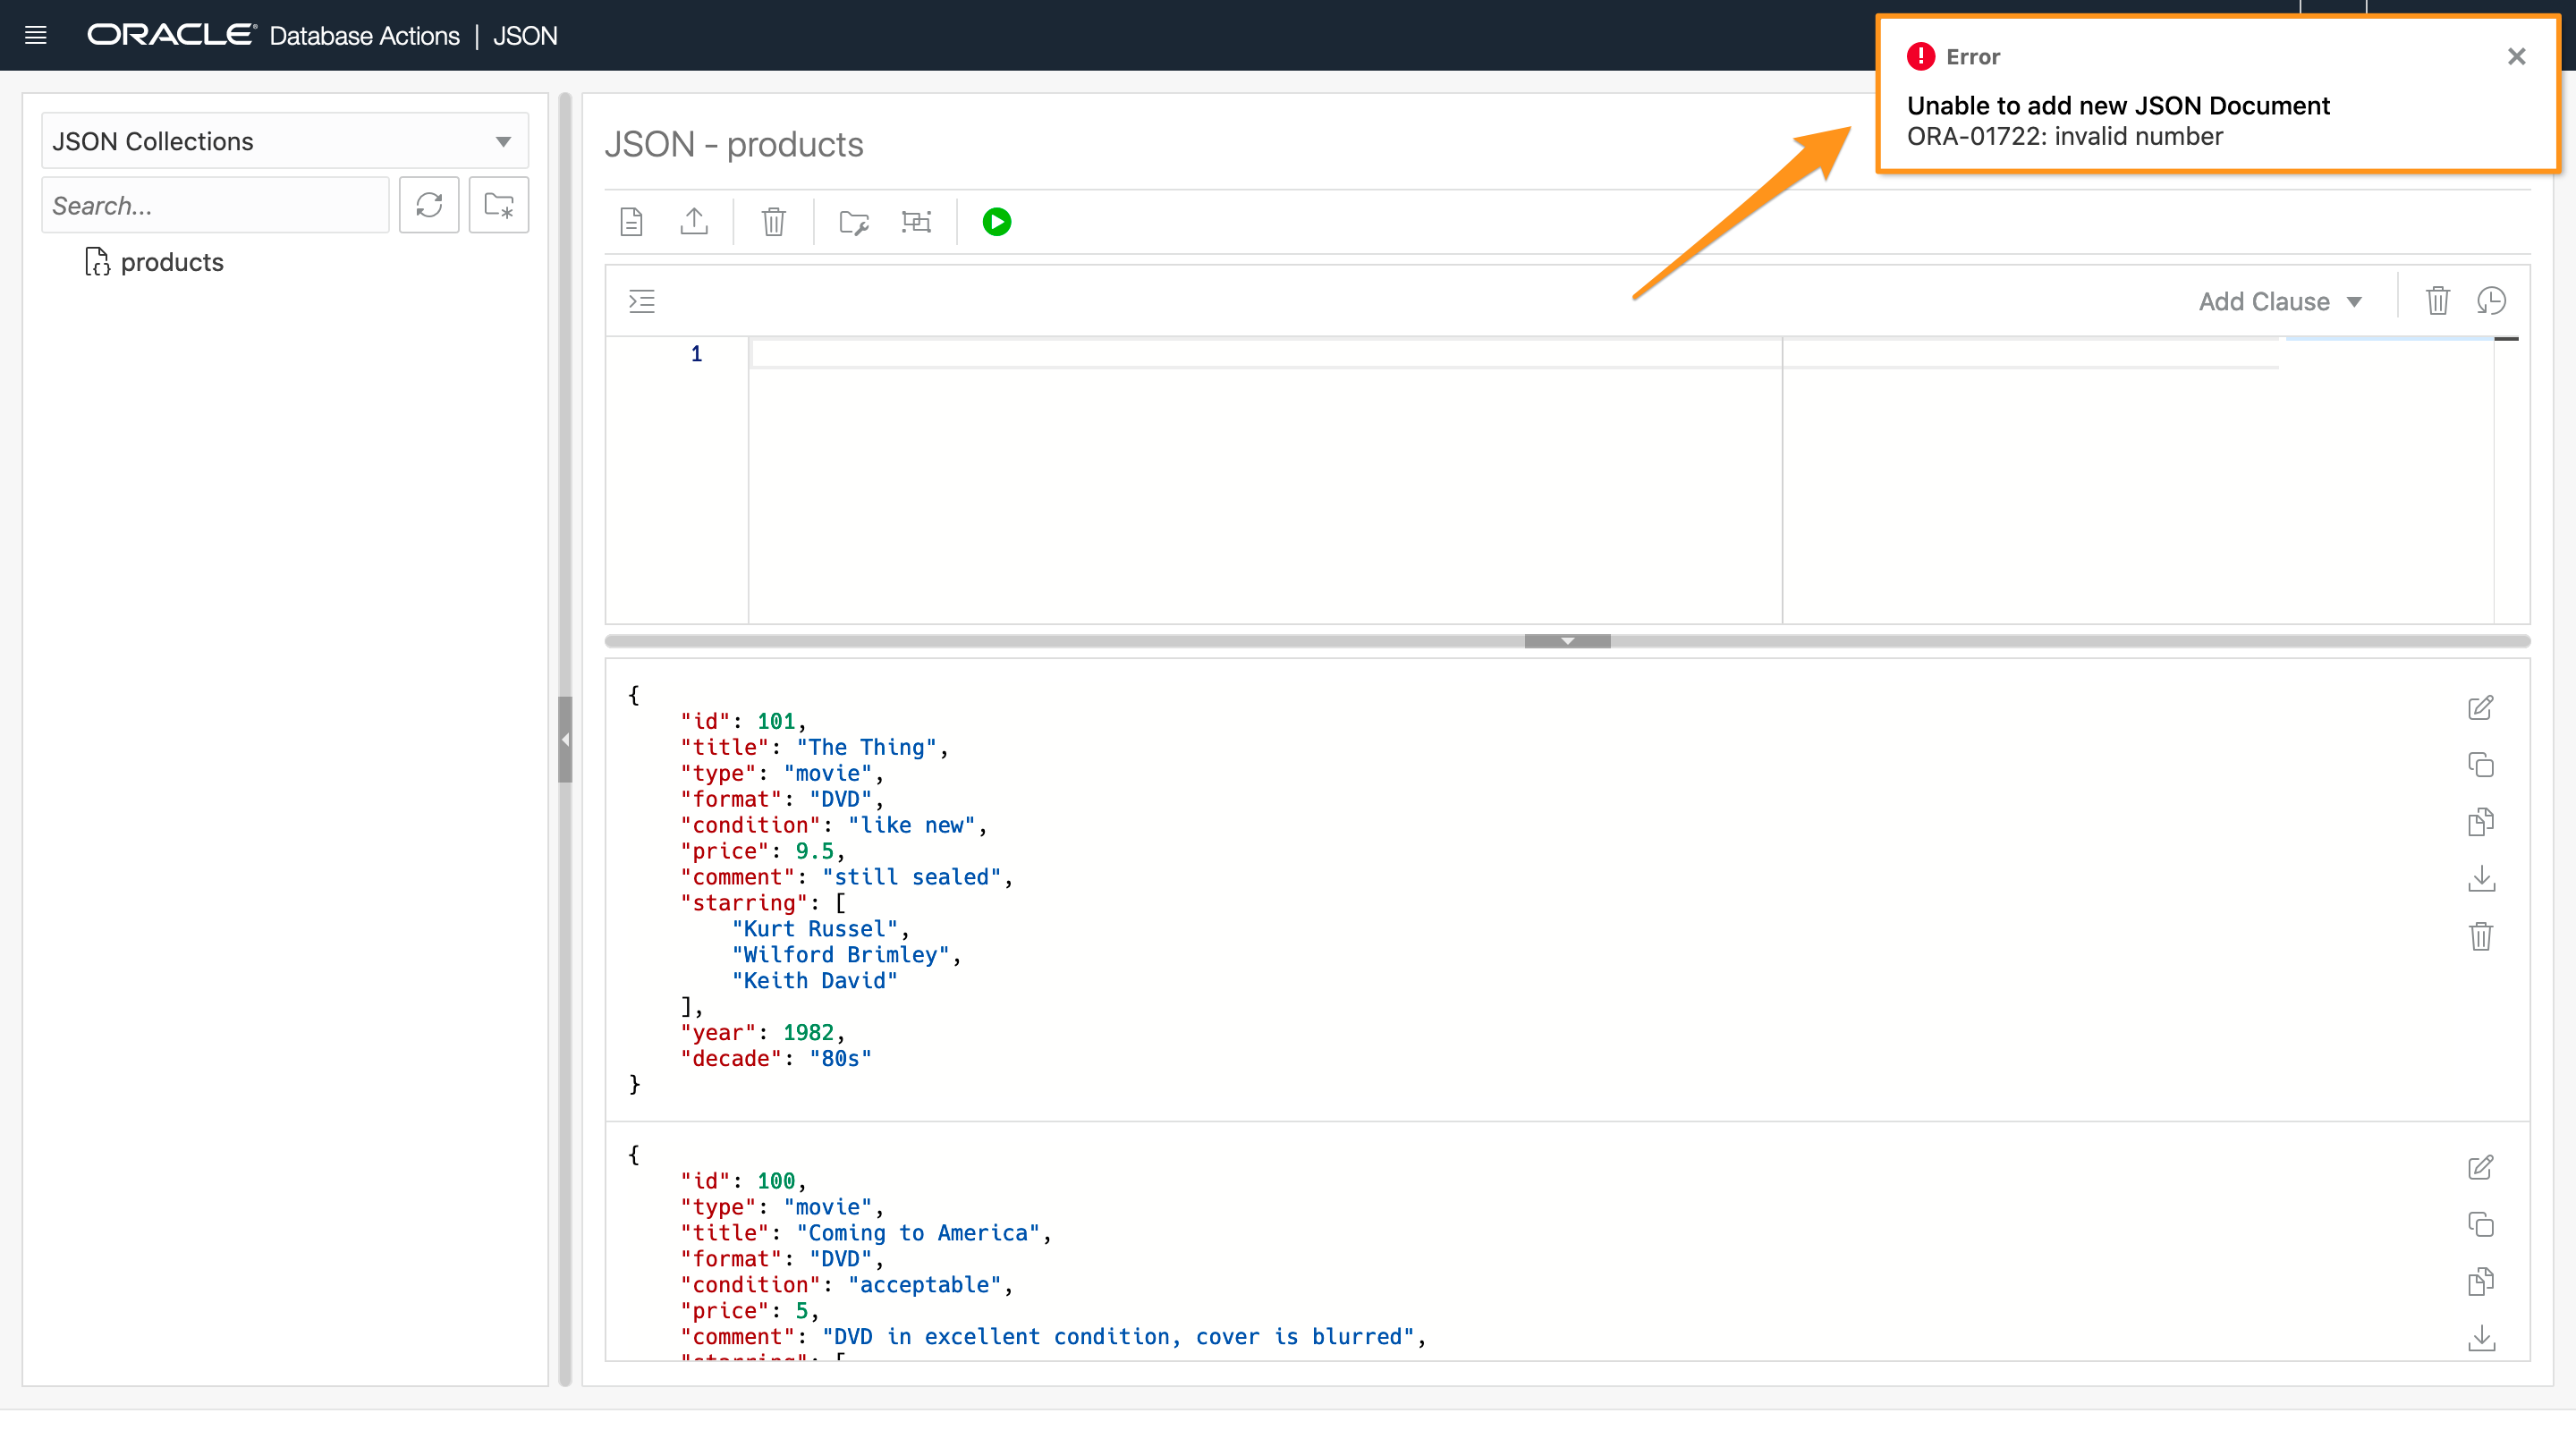 ORACLE Database Actions | JSON
Error
Unable to add new JSON Document
ORA-01722: invalid number
JSON Collections
Search...
products
JSON - products
Add Clause
1
{
"id": 101,
"title": "The Thing",
"type": "movie",
"format": "DVD",
"condition": "like new",
"price": 9.5,
"comment": "still sealed",
"starring": [
"Kurt Russel",
"Wilford Brimley",
"Keith David"
],
"year": 1982,
"decade": "80s"
}
{
"id": 100,
"type": "movie",
"title": "Coming to America",
"format": "DVD",
"condition": "acceptable",
"price": 5,
"comment": "DVD in excellent condition, cover is blurred",
"starring": [